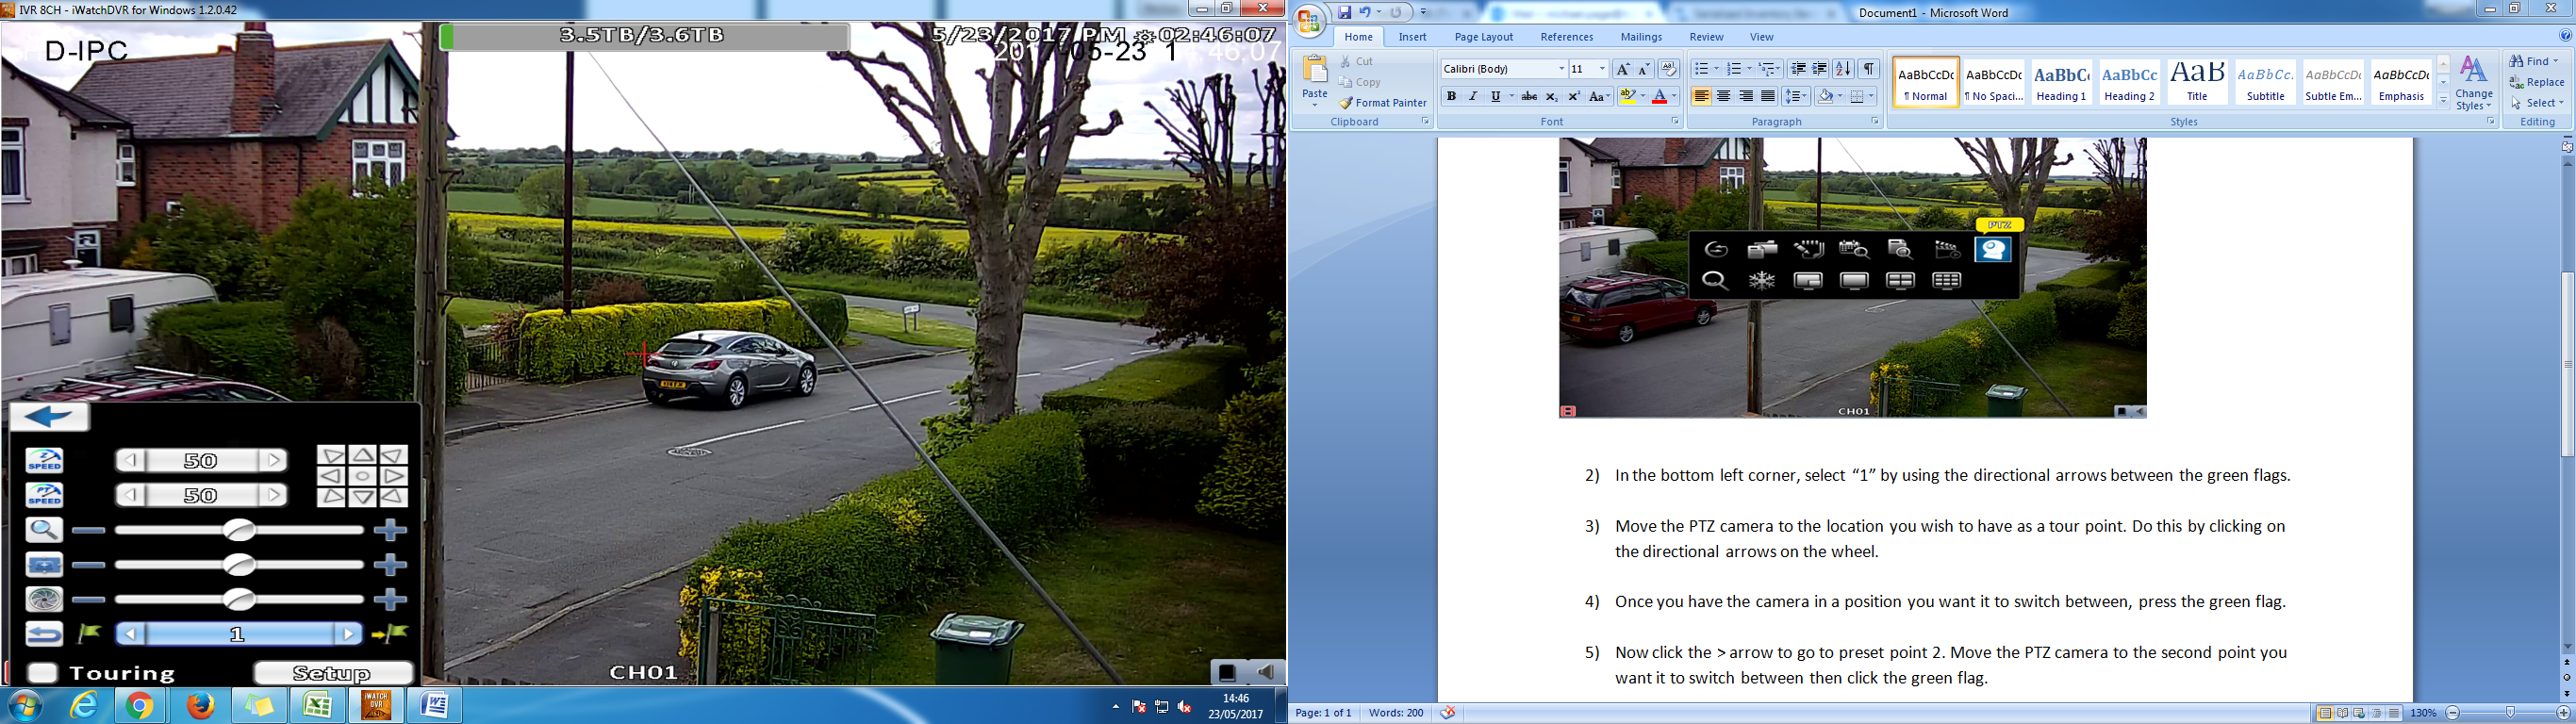 IVR 8CH - iWatchDVR for Windows 1.2.0.42
D-IPC
3.5TB/3.6TB
5/23/2017 PM ☼02:46:07
CH01
50
50
1
Touring
Setup
Z SPEED
PT SPEED
14:46
23/05/2017
Document1 - Microsoft Word
Home Insert Page Layout References Mailings Review View
Paste
Cut
Copy
Format Painter
Clipboard
Calibri (Body) 11
Font
Paragraph
AaBbCcDc AaBbCcDc AaBbC AaBbCc AaB AaBbCc. AaBbCcDc AaBbCcDc
¶ Normal ¶ No Spaci... Heading 1 Heading 2 Title Subtitle Subtle Em... Emphasis
Change Styles
Styles
Find
Replace
Select
Editing
PTZ
CH01
2) In the bottom left corner, select “1” by using the directional arrows between the green flags.
3) Move the PTZ camera to the location you wish to have as a tour point. Do this by clicking on
the directional arrows on the wheel.
4) Once you have the camera in a position you want it to switch between, press the green flag.
5) Now click the > arrow to go to preset point 2. Move the PTZ camera to the second point you
want it to switch between then click the green flag.
Page: 1 of 1 Words: 200
130%